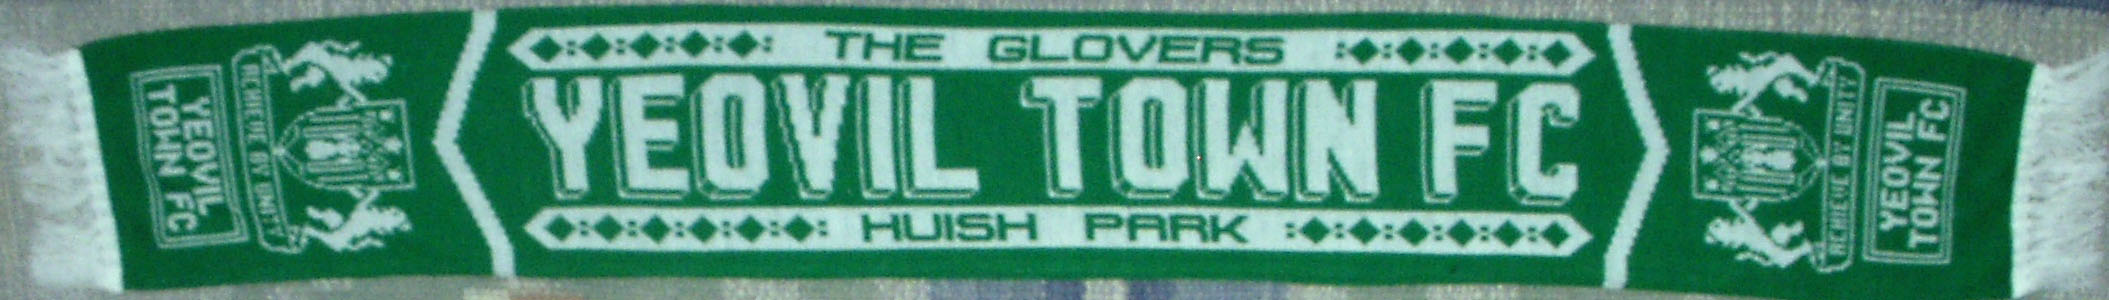 YEOVIL
TOWN FC
ACHIEVE BY UNITY
THE GLOVERS
YEOVIL TOWN FC
HUISH PARK
ACHIEVE BY UNITY
YEOVIL
TOWN FC